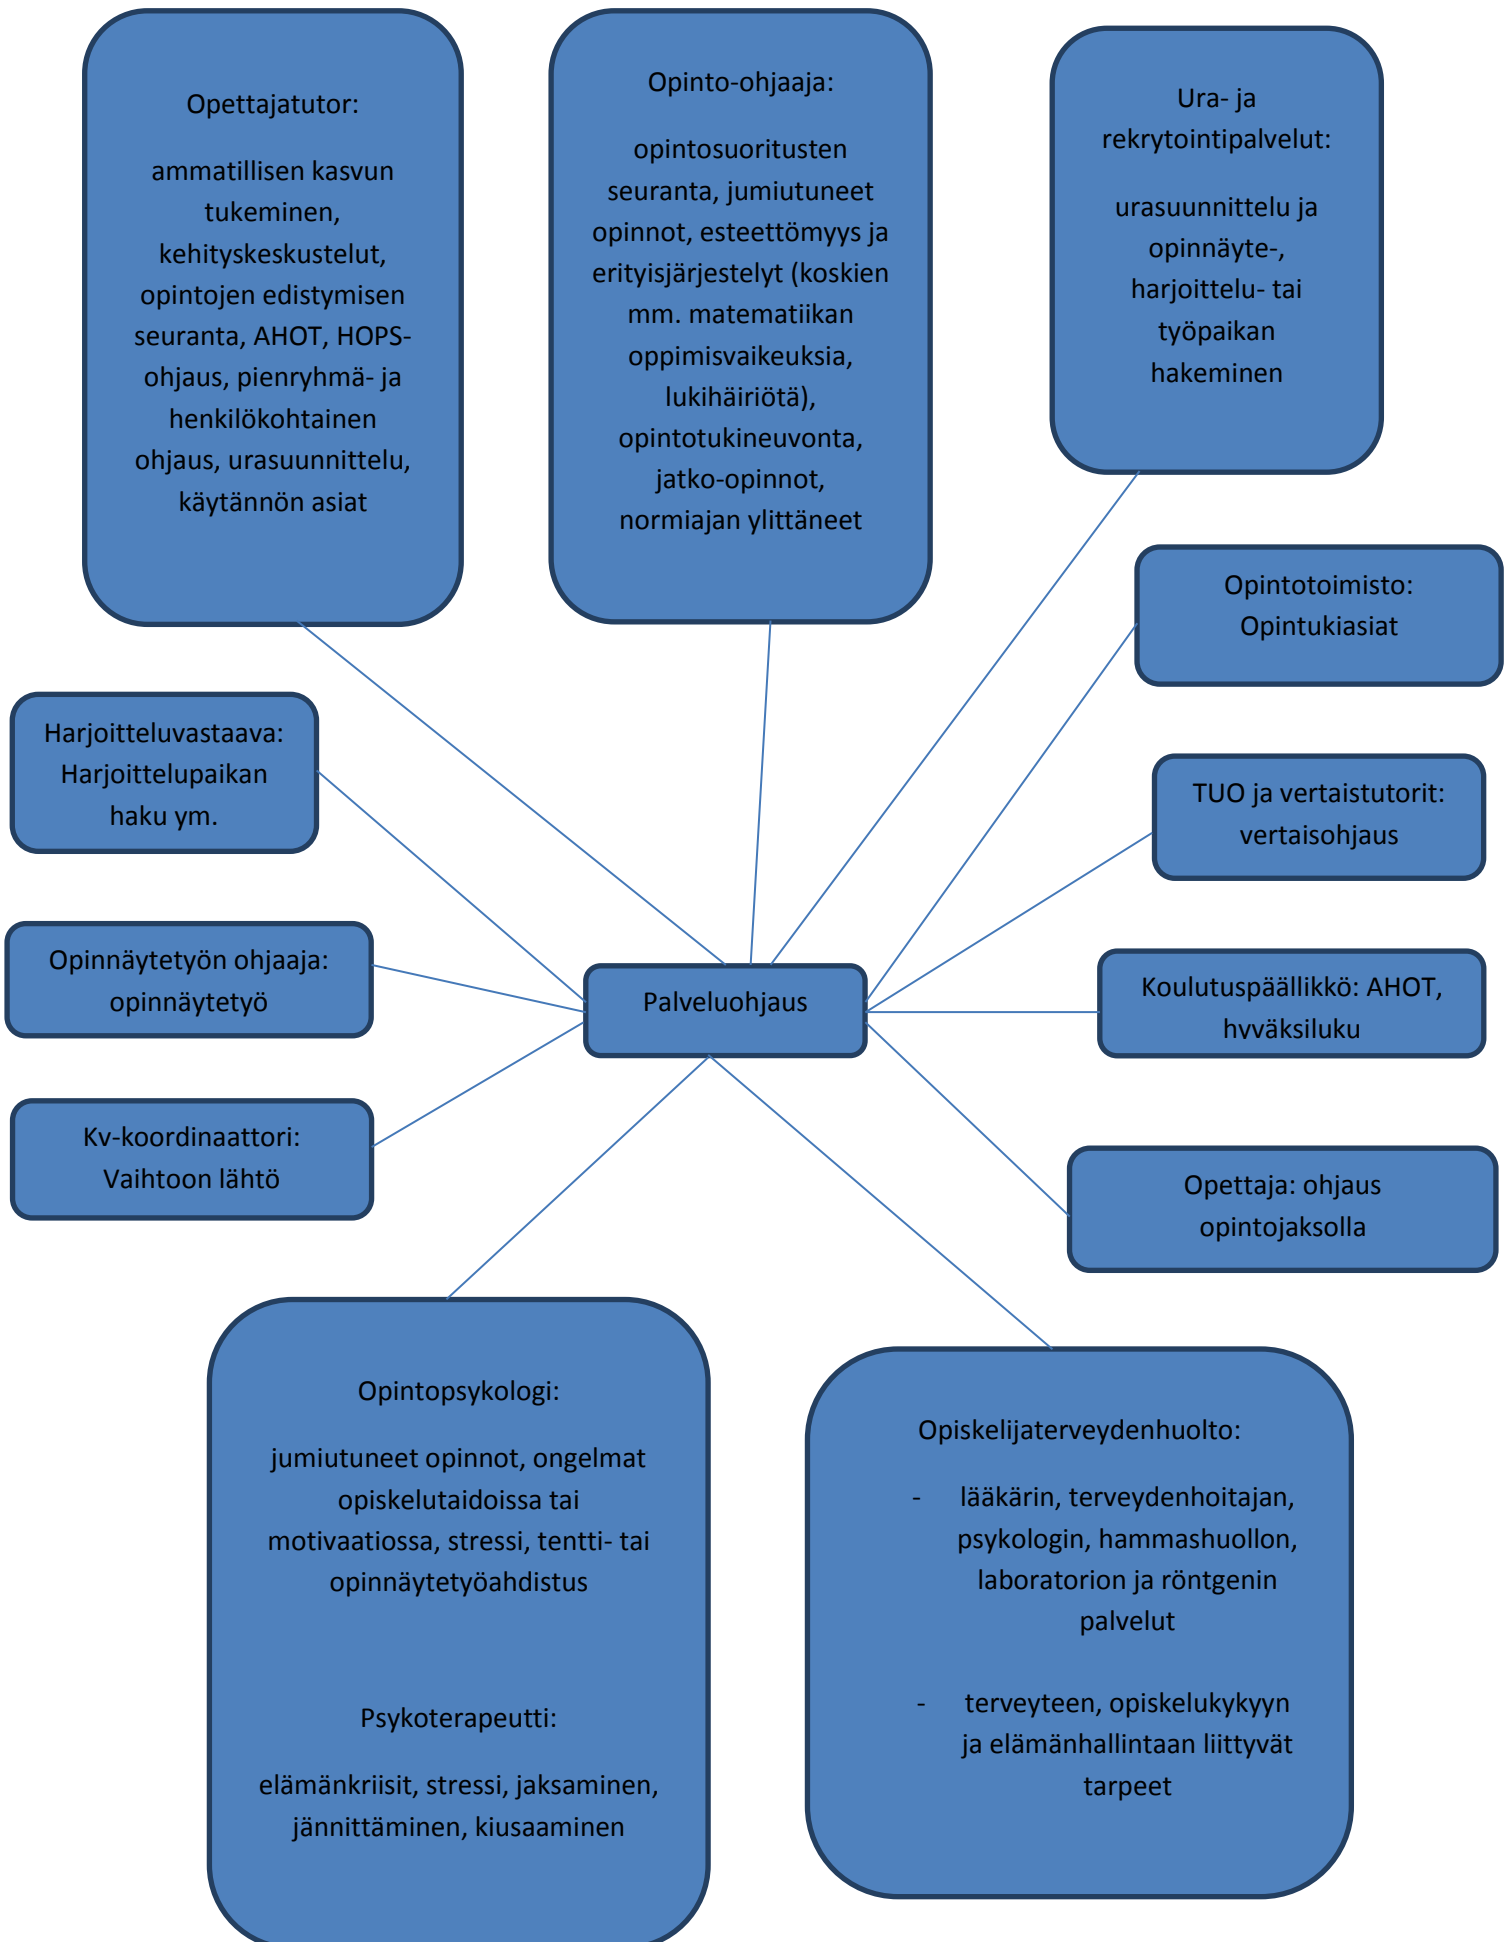 Opettajatutor:
ammatillisen kasvun
tukeminen,
kehityskeskustelut,
opintojen edistymisen
seuranta, AHOT, HOPS-
ohjaus, pienryhmä- ja
henkilökohtainen
ohjaus, urasuunnittelu,
käytännön asiat
Opinto-ohjaaja:
opintosuoritusten
seuranta, jumiutuneet
opinnot, esteettömyys ja
erityisjärjestelyt (koskien
mm. matematiikan
oppimisvaikeuksia,
lukihäiriötä),
opintotukineuvonta,
jatko-opinnot,
normiajan ylittäneet
Ura- ja
rekrytointipalvelut:
urasuunnittelu ja
opinnäyte-,
harjoittelu- tai
työpaikan
hakeminen
Opintotoimisto:
Opintukiasiat
Harjoitteluvastaava:
Harjoittelupaikan
haku ym.
TUO ja vertaistutorit:
vertaisohjaus
Opinnäytetyön ohjaaja:
opinnäytetyö
Palveluohjaus
Koulutuspäällikkö: AHOT,
hyväksiluku
Kv-koordinaattori:
Vaihtoon lähtö
Opettaja: ohjaus
opintojaksolla
Opintopsykologi:
jumiutuneet opinnot, ongelmat
opiskelutaidoissa tai
motivaatiossa, stressi, tentti- tai
opinnäytetyöahdistus
Psykoterapeutti:
elämänkriisit, stressi, jaksaminen,
jännittäminen, kiusaaminen
Opiskelijaterveydenhuolto:
- lääkärin, terveydenhoitajan,
psykologin, hammashuollon,
laboratorion ja röntgenin
palvelut
- terveyteen, opiskelukykyyn
ja elämänhallintaan liittyvät
tarpeet